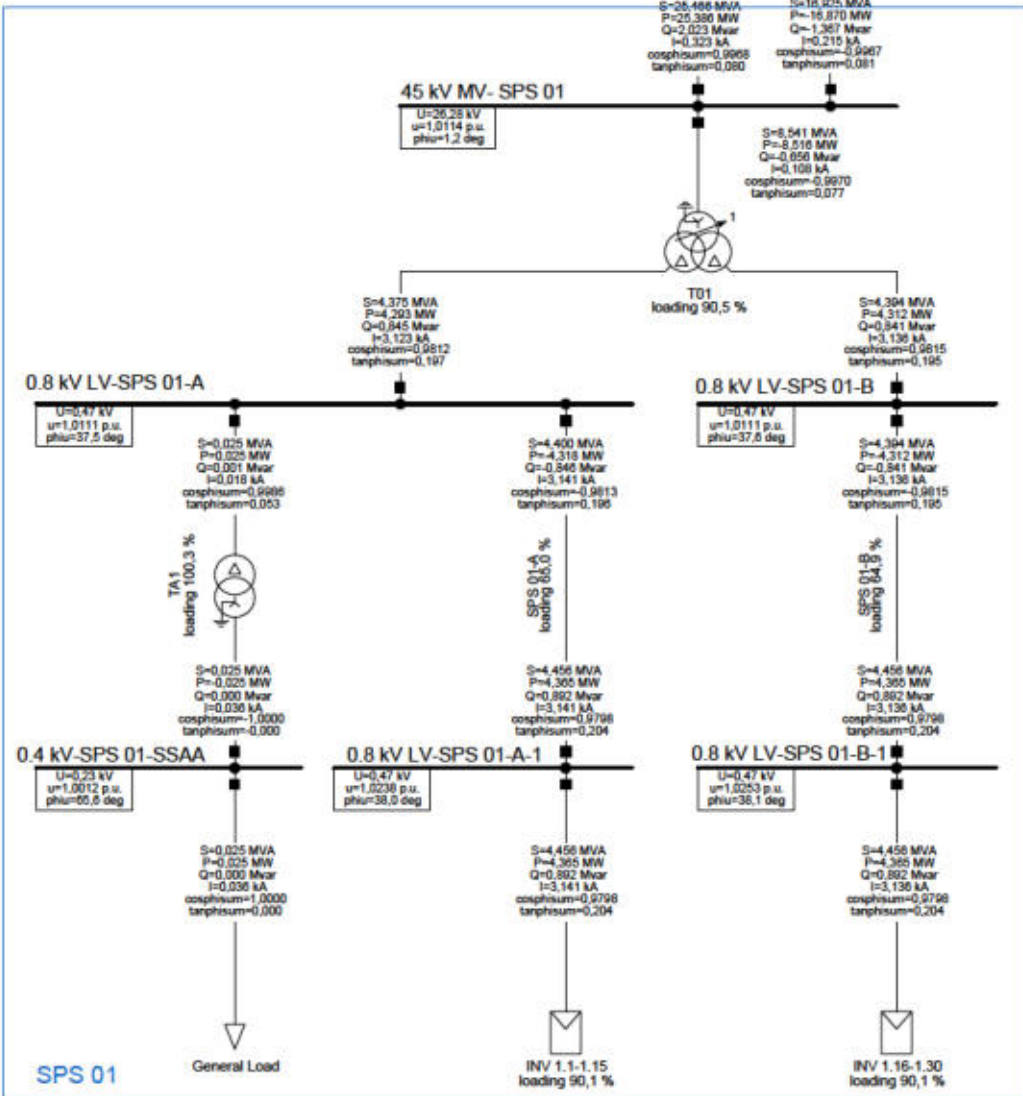 S=25,466 MVA
P=25,386 MW
Q=2,023 Mvar
I=0,323 kA
cosphisum=0,9968
tanphisum=0,080
S=16,925 MVA
P=-16,870 MW
Q=-1,367 Mvar
I=0,215 kA
cosphisum=-0,9967
tanphisum=0,081
45 kV MV- SPS 01
U=26,28 kV
u=1,0114 p.u.
phiu=1,2 deg
S=8,541 MVA
P=-8,516 MW
Q=-0,656 Mvar
I=0,108 kA
cosphisum=-0,9970
tanphisum=0,077
1
T01
loading 90,5 %
S=4,375 MVA
P=4,293 MW
Q=0,845 Mvar
I=3,123 kA
cosphisum=0,9812
tanphisum=0,197
S=4,394 MVA
P=4,312 MW
Q=0,841 Mvar
I=3,136 kA
cosphisum=0,9815
tanphisum=0,195
0.8 kV LV-SPS 01-A
U=0,47 kV
u=1,0111 p.u.
phiu=37,5 deg
0.8 kV LV-SPS 01-B
U=0,47 kV
u=1,0111 p.u.
phiu=37,6 deg
S=0,025 MVA
P=0,025 MW
Q=0,001 Mvar
I=0,018 kA
cosphisum=0,9986
tanphisum=0,053
S=4,400 MVA
P=-4,318 MW
Q=-0,846 Mvar
I=3,141 kA
cosphisum=-0,9813
tanphisum=0,196
S=4,394 MVA
P=-4,312 MW
Q=-0,841 Mvar
I=3,136 kA
cosphisum=-0,9815
tanphisum=0,195
TA1
loading 100,3 %
SPS 01-A
loading 65,0 %
SPS 01-B
loading 64,9 %
S=0,025 MVA
P=-0,025 MW
Q=0,000 Mvar
I=0,036 kA
cosphisum=-1,0000
tanphisum=-0,000
S=4,456 MVA
P=4,365 MW
Q=0,892 Mvar
I=3,141 kA
cosphisum=0,9798
tanphisum=0,204
S=4,456 MVA
P=4,365 MW
Q=0,892 Mvar
I=3,136 kA
cosphisum=0,9798
tanphisum=0,204
0.4 kV-SPS 01-SSAA
U=0,23 kV
u=1,0012 p.u.
phiu=65,6 deg
0.8 kV LV-SPS 01-A-1
U=0,47 kV
u=1,0238 p.u.
phiu=38,0 deg
0.8 kV LV-SPS 01-B-1
U=0,47 kV
u=1,0253 p.u.
phiu=38,1 deg
S=0,025 MVA
P=0,025 MW
Q=0,000 Mvar
I=0,036 kA
cosphisum=1,0000
tanphisum=0,000
S=4,456 MVA
P=4,365 MW
Q=0,892 Mvar
I=3,141 kA
cosphisum=0,9798
tanphisum=0,204
S=4,456 MVA
P=4,365 MW
Q=0,892 Mvar
I=3,136 kA
cosphisum=0,9798
tanphisum=0,204
General Load
INV 1.1-1.15
loading 90,1 %
INV 1.16-1.30
loading 90,1 %
SPS 01